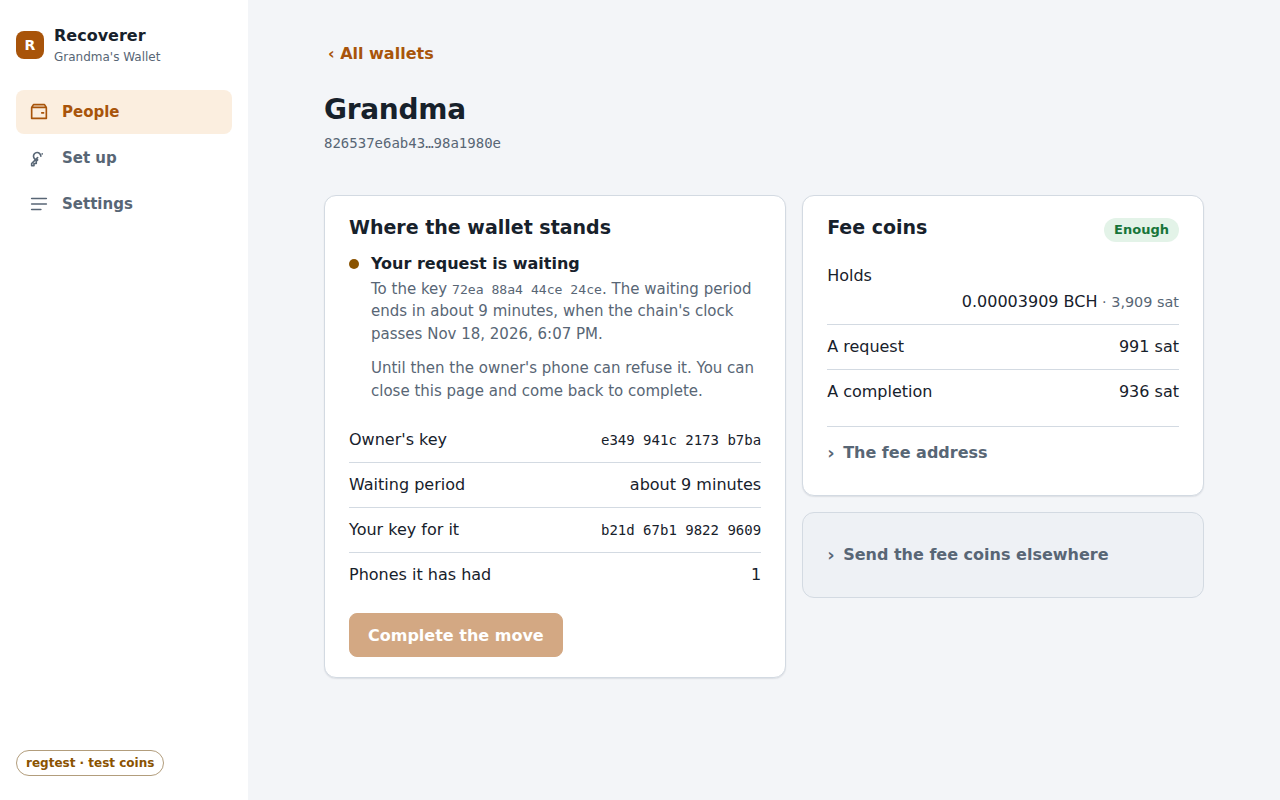 R
Recoverer
Grandma's Wallet
People
Set up
Settings
regtest · test coins
‹ All wallets
Grandma
826537e6ab43…98a1980e
Where the wallet stands
Your request is waiting
To the key 72ea 88a4 44ce 24ce. The waiting period
ends in about 9 minutes, when the chain's clock
passes Nov 18, 2026, 6:07 PM.
Until then the owner's phone can refuse it. You can
close this page and come back to complete.
Owner's key e349 941c 2173 b7ba
Waiting period about 9 minutes
Your key for it b21d 67b1 9822 9609
Phones it has had 1
Complete the move
Fee coins Enough
Holds
0.00003909 BCH · 3,909 sat
A request 991 sat
A completion 936 sat
› The fee address
› Send the fee coins elsewhere